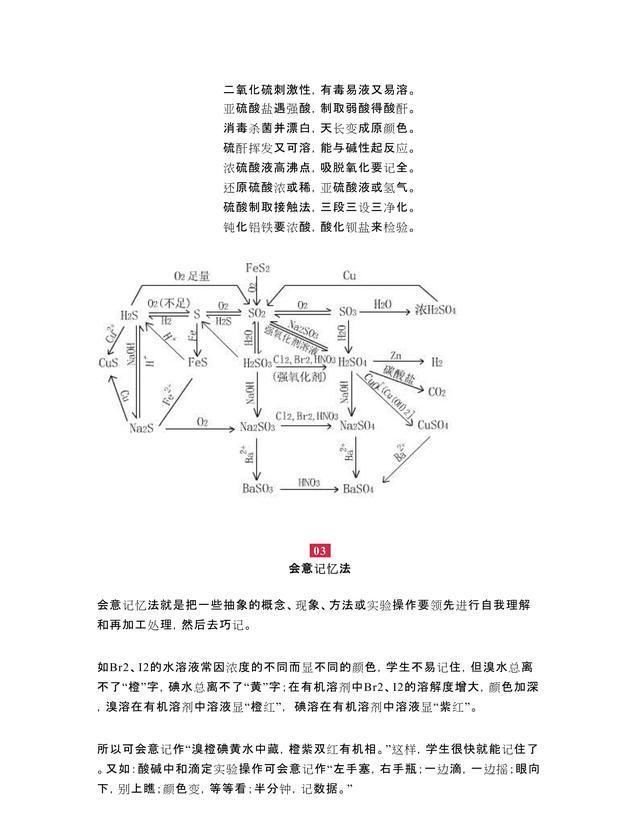 二氧化硫刺激性，有毒易液又易溶。
亚硫酸盐遇强酸，制取弱酸得酸酐。
消毒杀菌并漂白，天长变成原颜色。
硫酐挥发又可溶，能与碱性起反应。
浓硫酸液高沸点，吸脱氧化要记全。
还原硫酸浓或稀，亚硫酸液或氢气。
硫酸制取接触法，三段三设三净化。
钝化铝铁要浓酸，酸化钡盐来检验。
FeS2
O2 足量
Cu
O2
H2S
O2(不足)
H2
S
O2
H2S
SO2
O2
SO3
H2O
浓H2SO4
Na2SO3
强氧化剂溶液
Cu2+
NaOH
H+
H+
Fe
H2O
H2O
CuS
FeS
H2SO3
Cl2,Br2,HNO3
(强氧化剂)
H2SO4
Zn
H2
碳酸盐
CO2
Cu
Fe2+
NaOH
NaOH
CuO[Cu(OH)2]
Na2S
O2
Na2SO3
Cl2,Br2,HNO3
Na2SO4
CuSO4
Ba2+
Ba2+
Ba2+
BaSO3
HNO3
BaSO4
03
会意记忆法
会意记忆法就是把一些抽象的概念、现象、方法或实验操作要领先进行自我理解
和再加工处理，然后去巧记。
如Br2、I2的水溶液常因浓度的不同而显不同的颜色，学生不易记住，但溴水总离
不了“橙”字，碘水总离不了“黄”字；在有机溶剂中Br2、I2的溶解度增大，颜色加深
，溴溶在有机溶剂中溶液显“橙红”，碘溶在有机溶剂中溶液显“紫红”。
所以可会意记作“溴橙碘黄水中藏，橙紫双红有机相。”这样，学生很快就能记住了
。又如：酸碱中和滴定实验操作可会意记作“左手塞，右手瓶；一边滴，一边摇；眼向
下，别上瞧；颜色变，等等看；半分钟，记数据。”